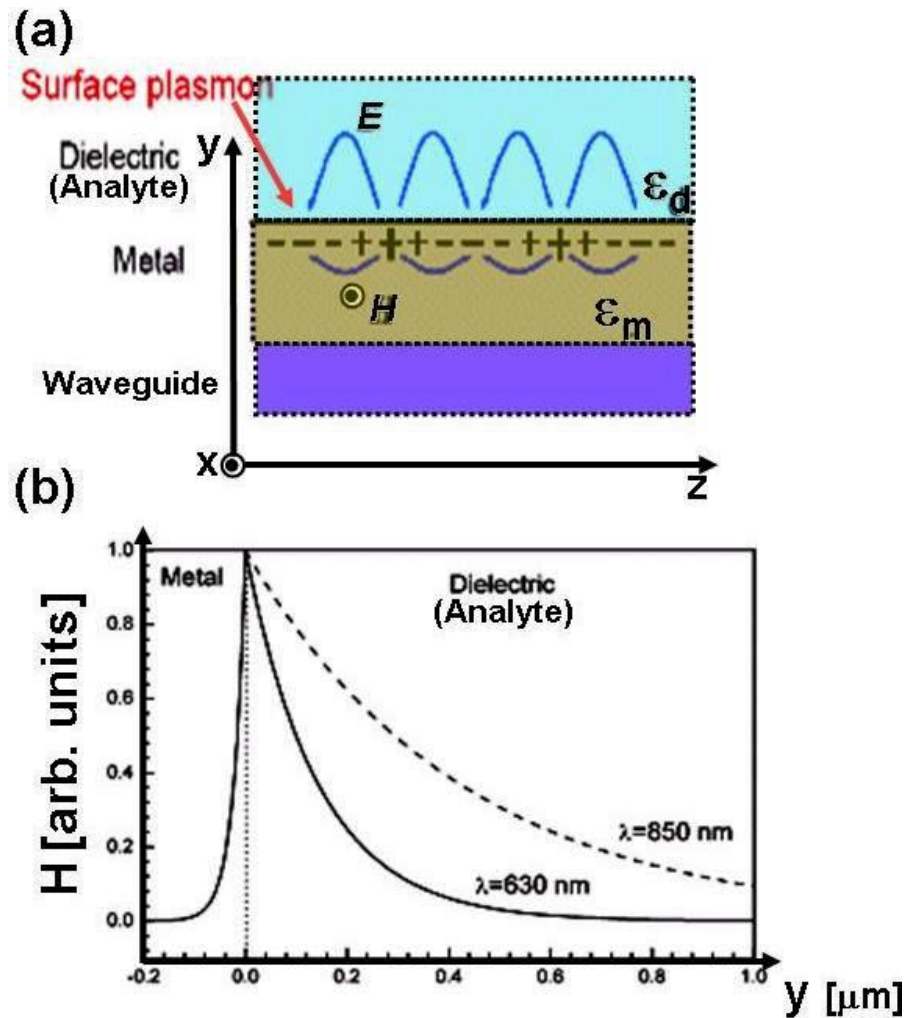 (a)
Surface plasmon
E
y
Dielectric
(Analyte)
εd
− − − + + + − − − − + + + − − −
Metal
H
εm
Waveguide
x
z
(b)
1.0
Metal
Dielectric
(Analyte)
0.8
0.6
0.4
0.2
0.0
H [arb. units]
λ=850 nm
λ=630 nm
-0.2
0.0
0.2
0.4
0.6
0.8
1.0
y [μm]